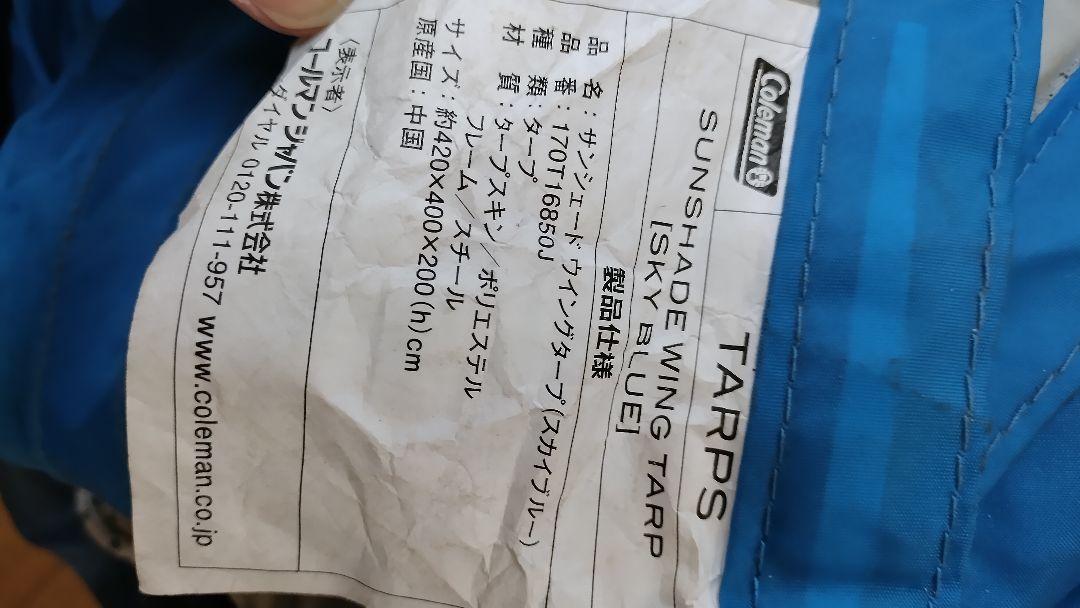 Coleman
TARPS
SUNSHADE WING TARP
[SKY BLUE]
製品仕様
品名：サンシェードウイングタープ(スカイブルー)
品番：170T16850J
種類：タープ
材質：タープスキン／ポリエステル
フレーム／スチール
サイズ：約420×400×200(h)cm
原産国：中国
〈表示者〉
コールマン ジャパン株式会社
ダイヤル 0120-111-957 www.coleman.co.jp